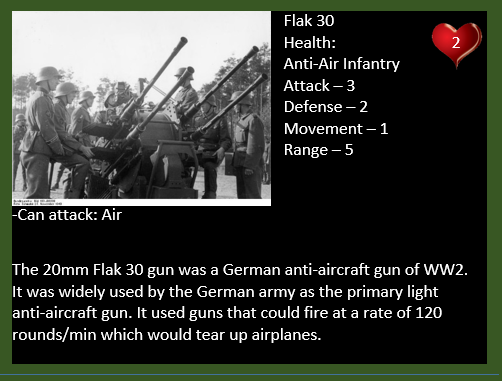 Flak 30
Health:
2
Anti-Air Infantry
Attack – 3
Defense – 2
Movement – 1
Range – 5
-Can attack: Air
The 20mm Flak 30 gun was a German anti-aircraft gun of WW2.
It was widely used by the German army as the primary light
anti-aircraft gun. It used guns that could fire at a rate of 120
rounds/min which would tear up airplanes.